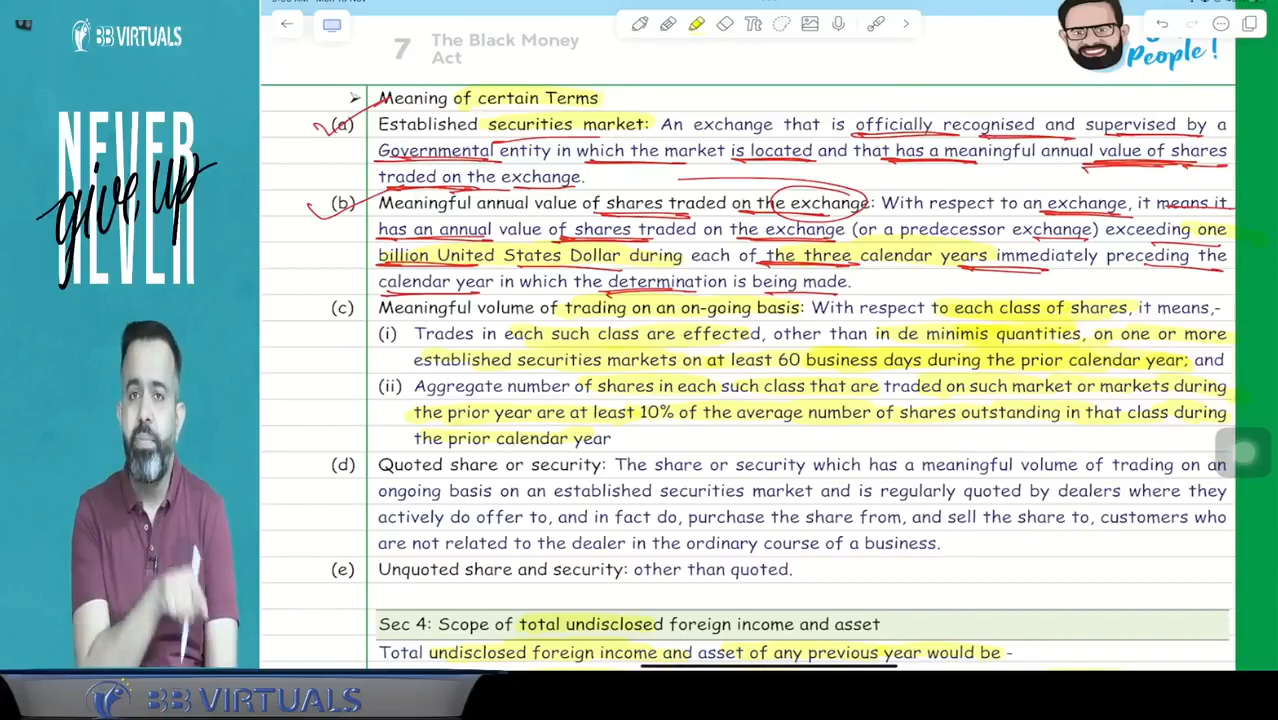 BB VIRTUALS
7
The Black Money
Act
People !
NEVER
give up
NEVER
➤ Meaning of certain Terms
(a) Established securities market: An exchange that is officially recognised and supervised by a
Governmental entity in which the market is located and that has a meaningful annual value of shares
traded on the exchange.
(b) Meaningful annual value of shares traded on the exchange: With respect to an exchange, it means it
has an annual value of shares traded on the exchange (or a predecessor exchange) exceeding one
billion United States Dollar during each of the three calendar years immediately preceding the
calendar year in which the determination is being made.
(c) Meaningful volume of trading on an on-going basis: With respect to each class of shares, it means,-
(i) Trades in each such class are effected, other than in de minimis quantities, on one or more
established securities markets on at least 60 business days during the prior calendar year; and
(ii) Aggregate number of shares in each such class that are traded on such market or markets during
the prior year are at least 10% of the average number of shares outstanding in that class during
the prior calendar year
(d) Quoted share or security: The share or security which has a meaningful volume of trading on an
ongoing basis on an established securities market and is regularly quoted by dealers where they
actively do offer to, and in fact do, purchase the share from, and sell the share to, customers who
are not related to the dealer in the ordinary course of a business.
(e) Unquoted share and security: other than quoted.
Sec 4: Scope of total undisclosed foreign income and asset
Total undisclosed foreign income and asset of any previous year would be -
BB VIRTUALS